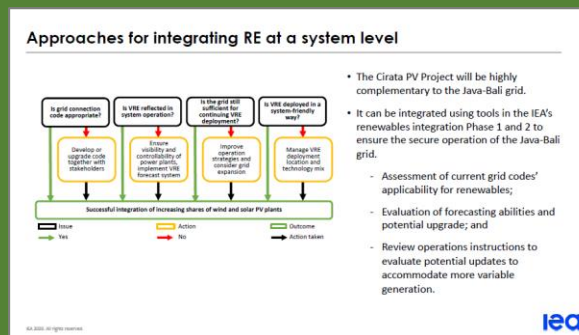 Approaches for integrating RE at a system level
Is grid connection
code appropriate?
Is VRE reflected in
system operation?
Is the grid still
sufficient for
continuing VRE
deployment?
Is VRE deployed in a
system-friendly
way?
Develop or
upgrade code
together with
stakeholders
Ensure
visibility and
controllability of
power plants,
implement VRE
forecast system
Improve
operation
strategies and
consider grid
expansion
Manage VRE
deployment
location and
technology mix
Successful integration of increasing shares of wind and solar PV plants
Issue
Action
Outcome
Yes
No
Action taken
• The Cirata PV Project will be highly
complementary to the Java-Bali grid.
• It can be integrated using tools in the IEA's
renewables integration Phase 1 and 2 to
ensure the secure operation of the Java-Bali
grid.
- Assessment of current grid codes'
applicability for renewables;
- Evaluation of forecasting abilities and
potential upgrade; and
- Review operations instructions to
evaluate potential updates to
accommodate more variable
generation.
IEA 2020. All rights reserved.
iea